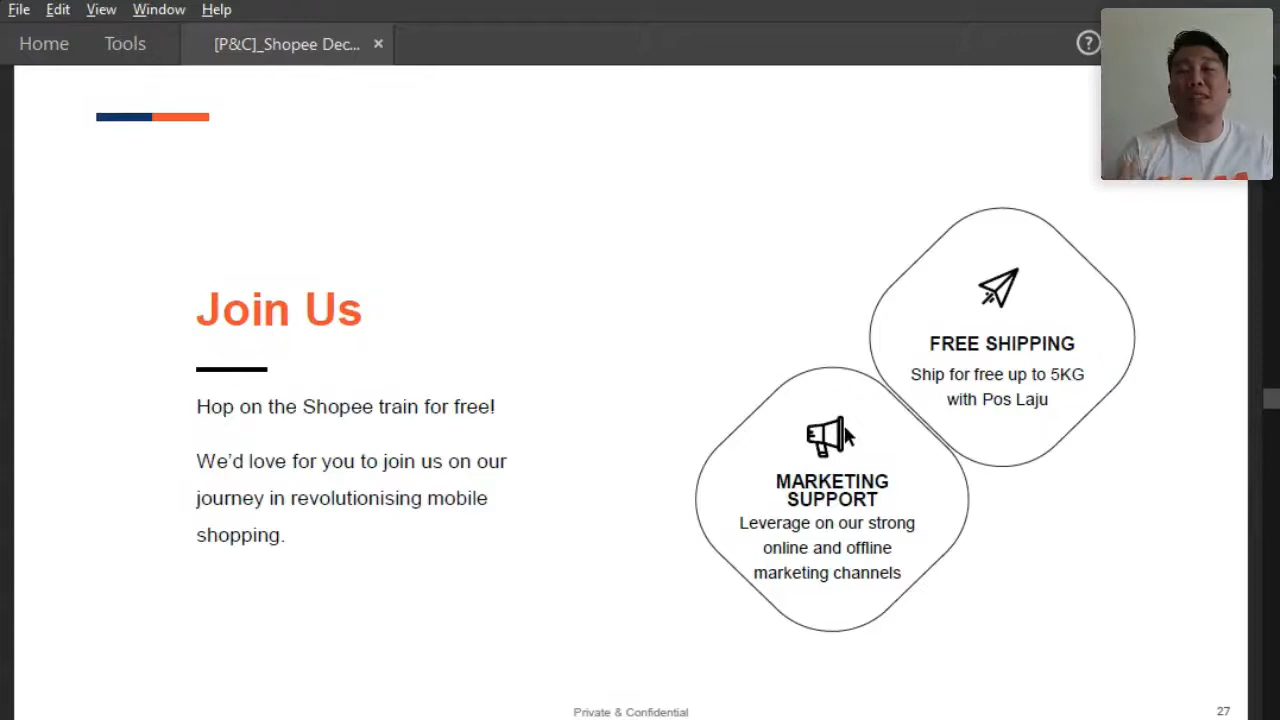 File Edit View Window Help
Home Tools [P&C]_Shopee Dec... ×
?
Join Us
Hop on the Shopee train for free!
We’d love for you to join us on our
journey in revolutionising mobile
shopping.
FREE SHIPPING
Ship for free up to 5KG
with Pos Laju
MARKETING
SUPPORT
Leverage on our strong
online and offline
marketing channels
Private & Confidential
27